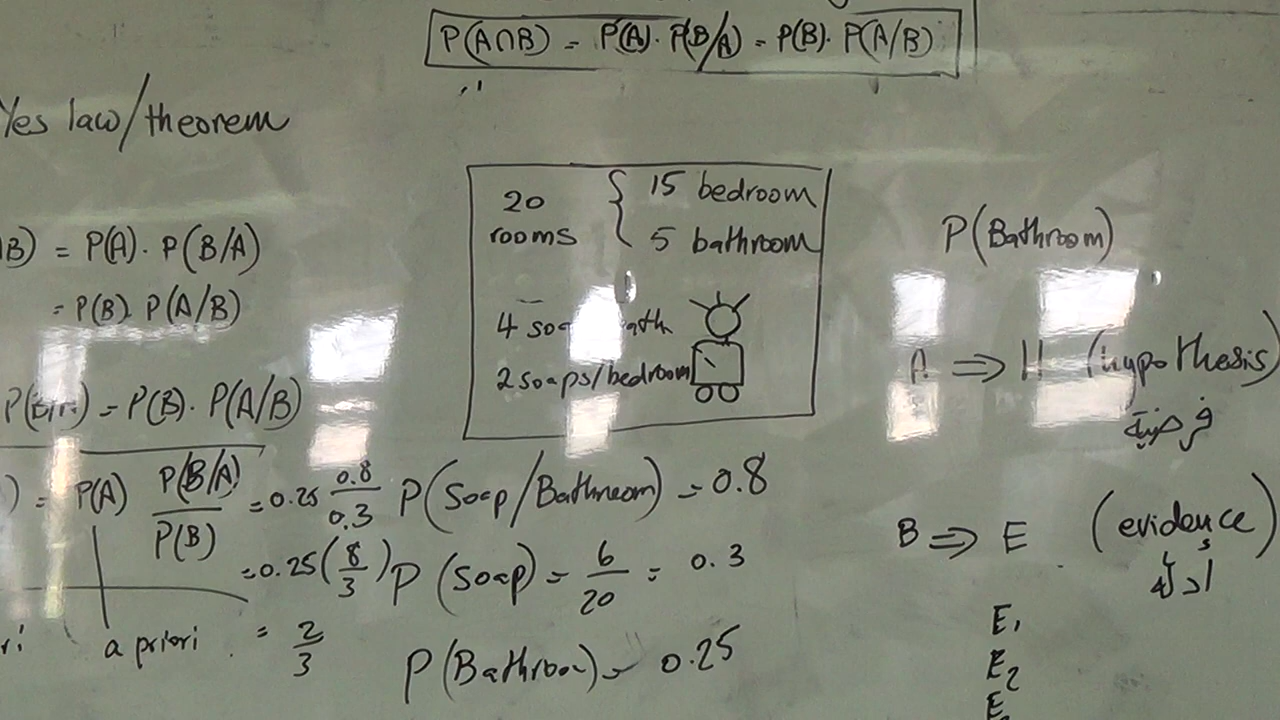 P(A∩B) = P(A). P(B/A) = P(B). P(A/B)
Yes law/theorem
B) = P(A). P(B/A)
= P(B). P(A/B)
P(B/A) = P(B). P(A/B)
) = P(A) P(B/A)/P(B) = 0.25 0.8/0.3
= 0.25(8/3)
= 2/3
a priori
20 rooms { 15 bedroom
5 bathroom
4 bath
2 soaps/bedroom
P(Soap/Bathroom) = 0.8
P(soap) = 6/20 = 0.3
P(Bathroom) = 0.25
P(Bathroom)
A ⇒ H (hypothesis)
فرضية
B ⇒ E (evidence)
ادلة
E1
E2
E